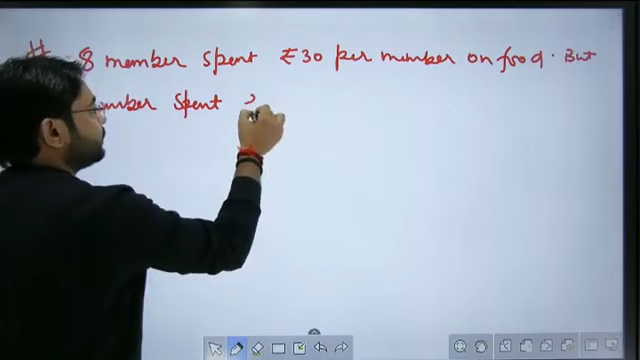 # 8 member spent ₹30 per member on food. But
member spent